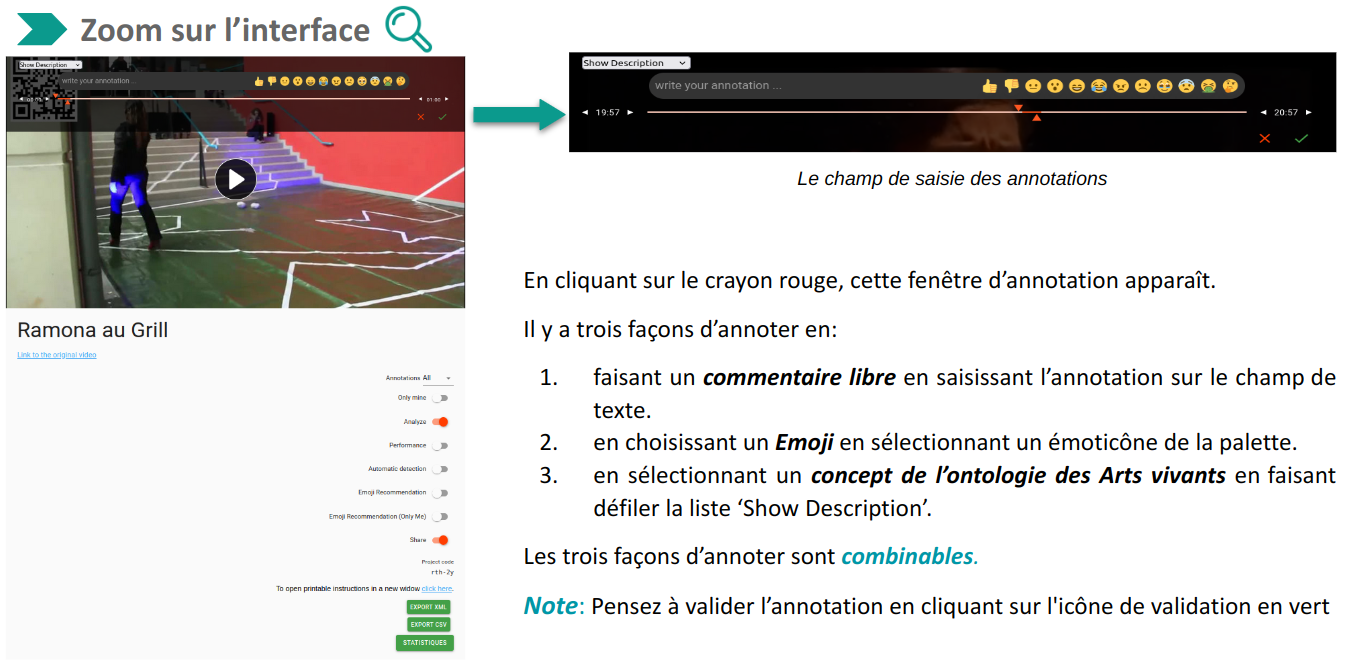 Zoom sur l’interface
Show Description
write your annotation ...
00:00
01:00
Ramona au Grill
Link to the original video
Annotations All
Only mine
Analyze
Performance
Automatic detection
Emoji Recommendation
Emoji Recommendation (Only Me)
Share
Project code
rth-2y
To open printable instructions in a new widow click here.
EXPORT XML
EXPORT CSV
STATISTIQUES
Show Description
write your annotation ...
19:57
20:57
Le champ de saisie des annotations
En cliquant sur le crayon rouge, cette fenêtre d’annotation apparaît.
Il y a trois façons d’annoter en:
1. faisant un commentaire libre en saisissant l’annotation sur le champ de
texte.
2. en choisissant un Emoji en sélectionnant un émoticône de la palette.
3. en sélectionnant un concept de l’ontologie des Arts vivants en faisant
défiler la liste ‘Show Description’.
Les trois façons d’annoter sont combinables.
Note: Pensez à valider l’annotation en cliquant sur l'icône de validation en vert